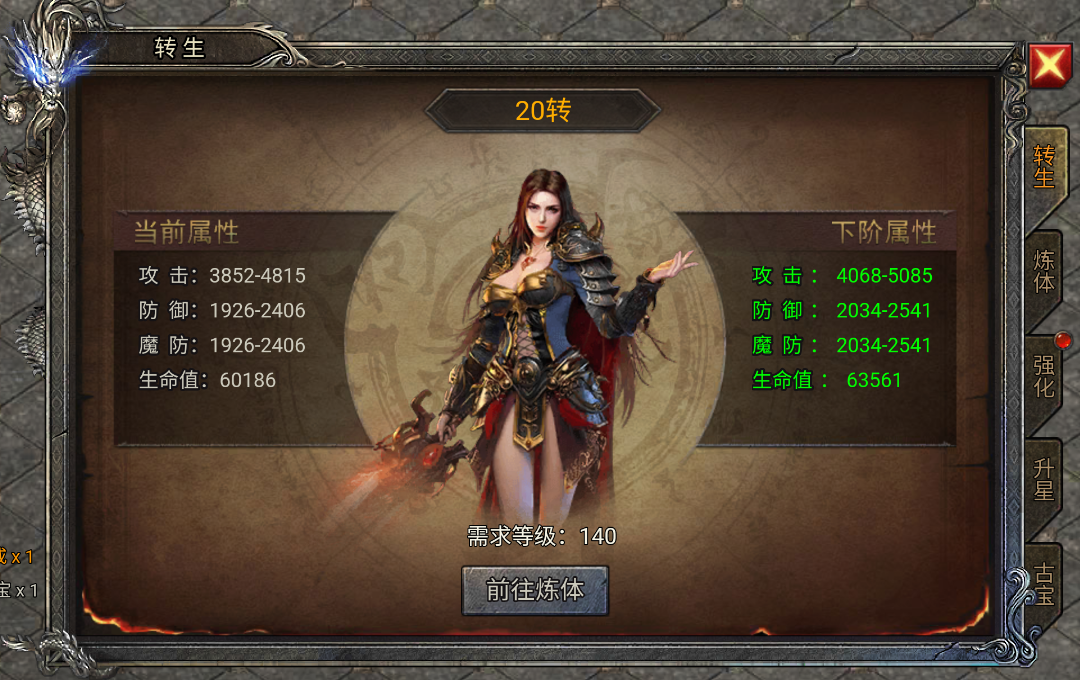 转生
20转
当前属性
攻 击：3852-4815
防 御：1926-2406
魔 防：1926-2406
生命值：60186
下阶属性
攻 击： 4068-5085
防 御： 2034-2541
魔 防： 2034-2541
生命值： 63561
需求等级：140
前往炼体
转生
炼体
强化
升星
古宝
x 1
宝 x 1